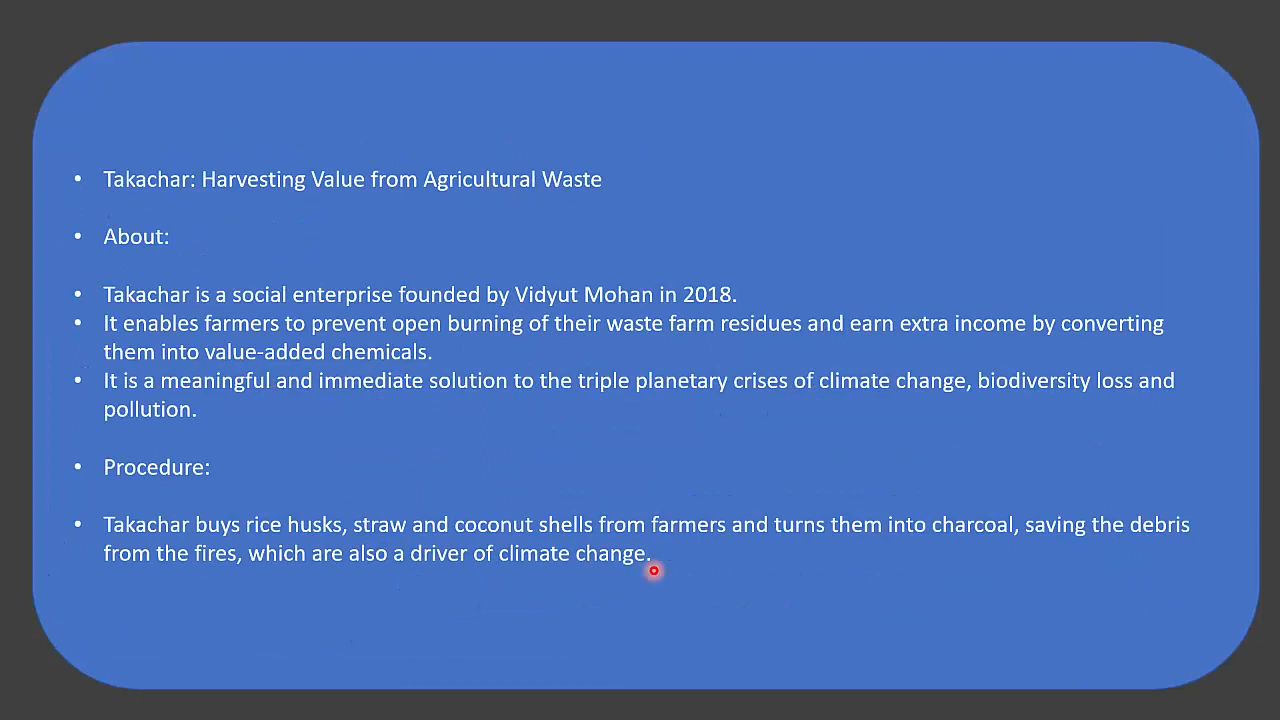 • Takachar: Harvesting Value from Agricultural Waste
• About:
• Takachar is a social enterprise founded by Vidyut Mohan in 2018.
• It enables farmers to prevent open burning of their waste farm residues and earn extra income by converting
them into value-added chemicals.
• It is a meaningful and immediate solution to the triple planetary crises of climate change, biodiversity loss and
pollution.
• Procedure:
• Takachar buys rice husks, straw and coconut shells from farmers and turns them into charcoal, saving the debris
from the fires, which are also a driver of climate change.